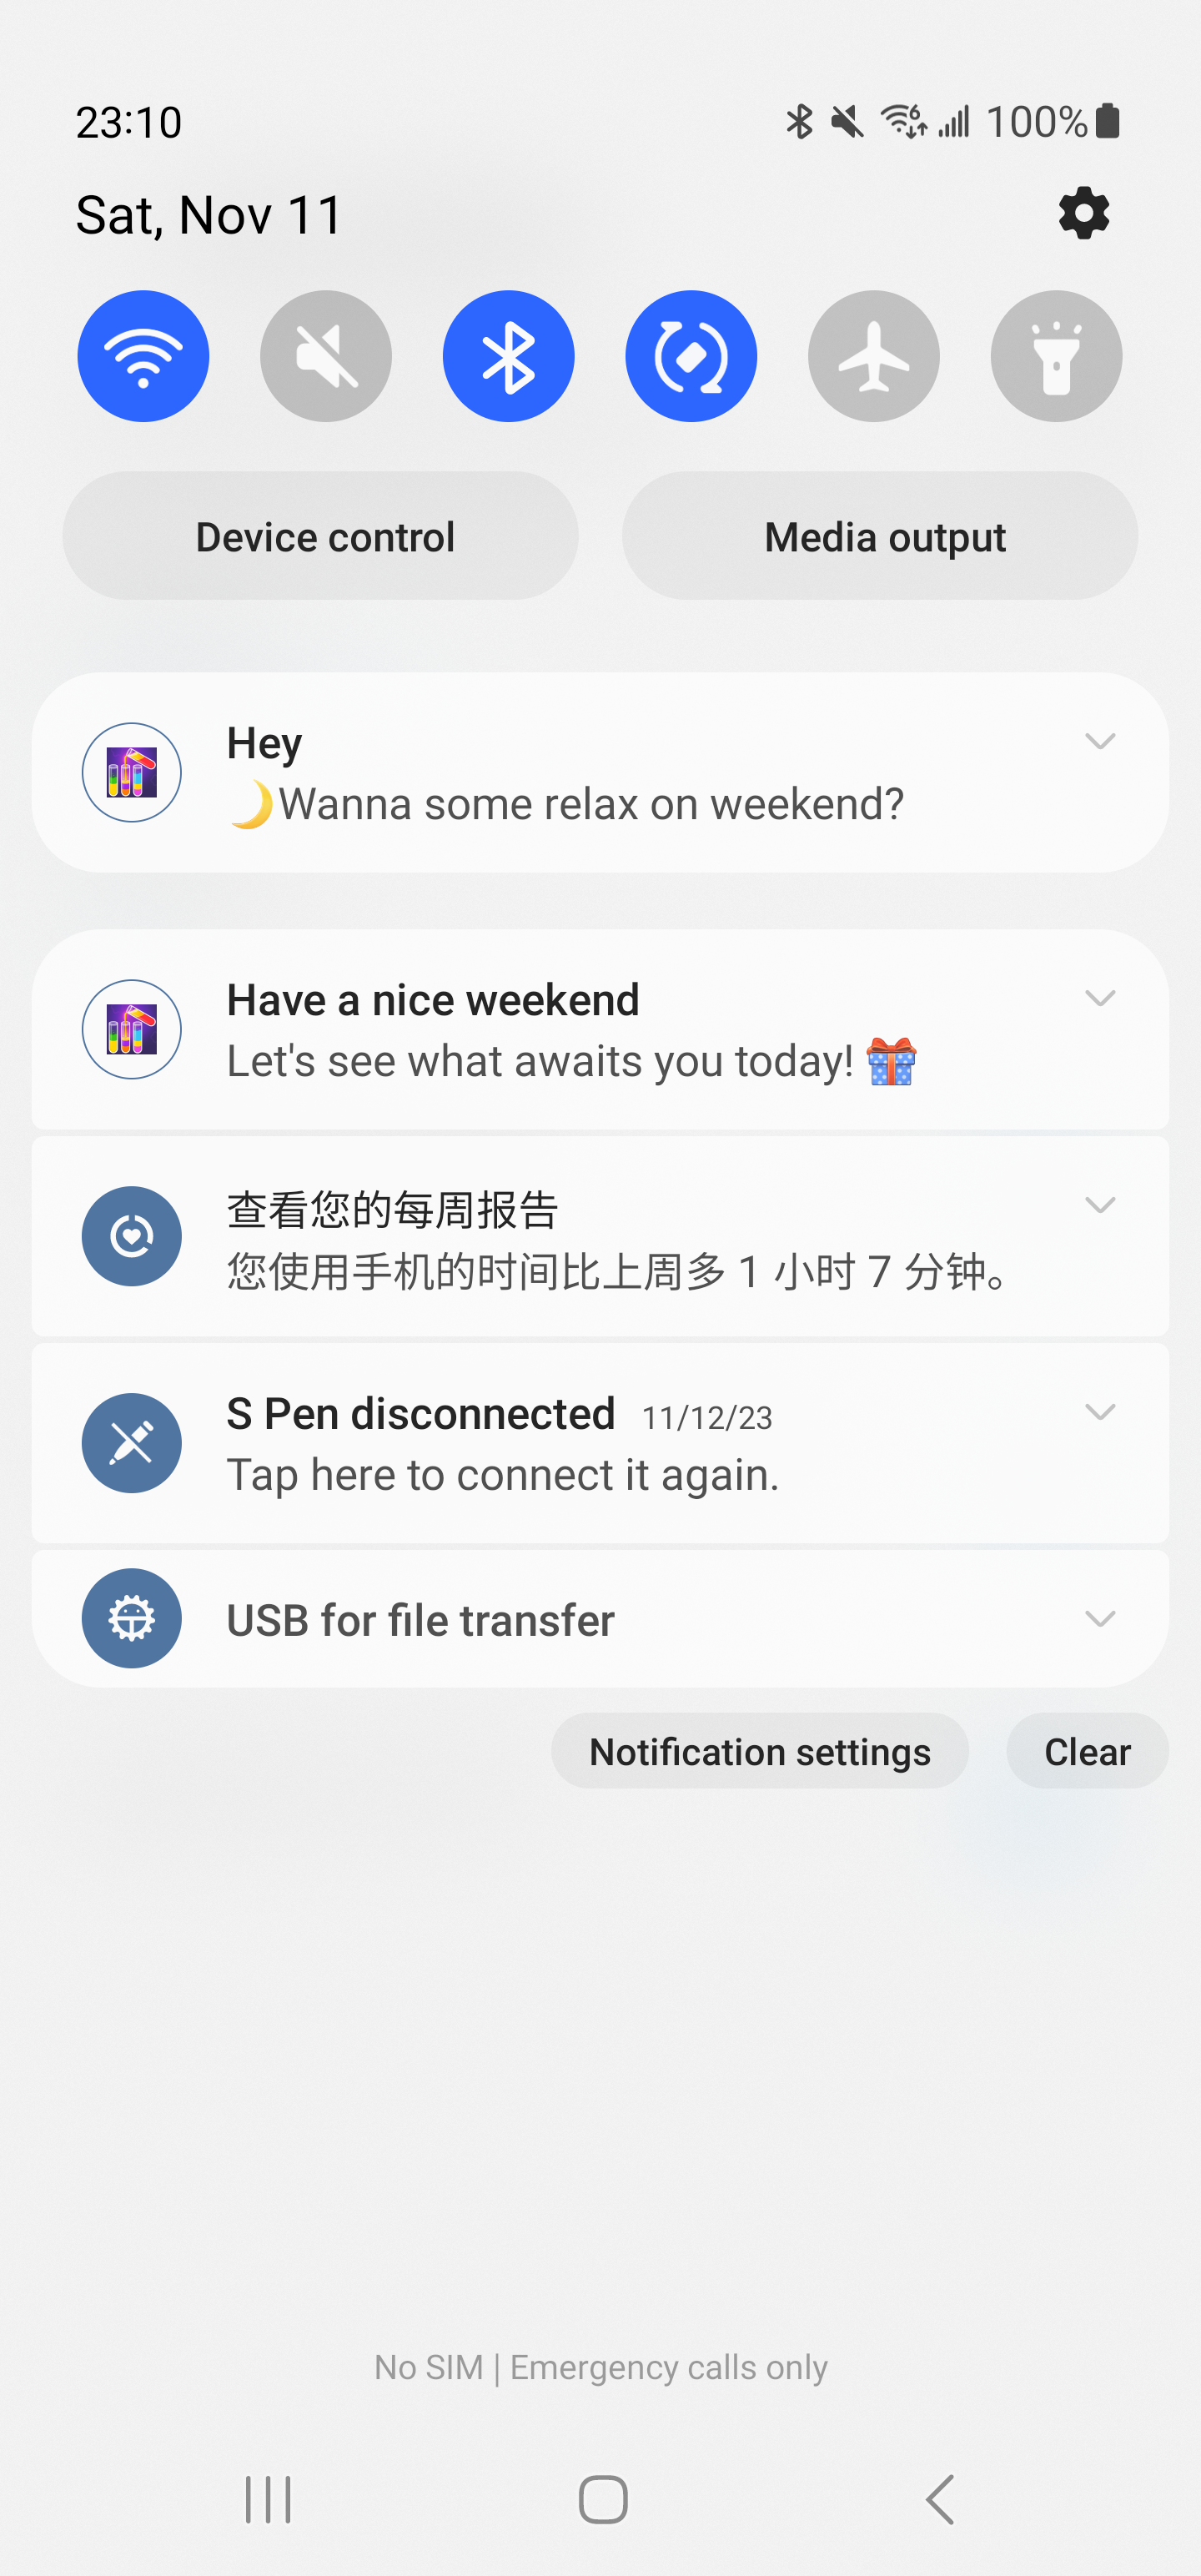 23:10
100%
Sat, Nov 11
Device control
Media output
Hey
🌙Wanna some relax on weekend?
Have a nice weekend
Let's see what awaits you today! 🎁
查看您的每周报告
您使用手机的时间比上周多 1 小时 7 分钟。
S Pen disconnected 11/12/23
Tap here to connect it again.
USB for file transfer
Notification settings
Clear
No SIM | Emergency calls only